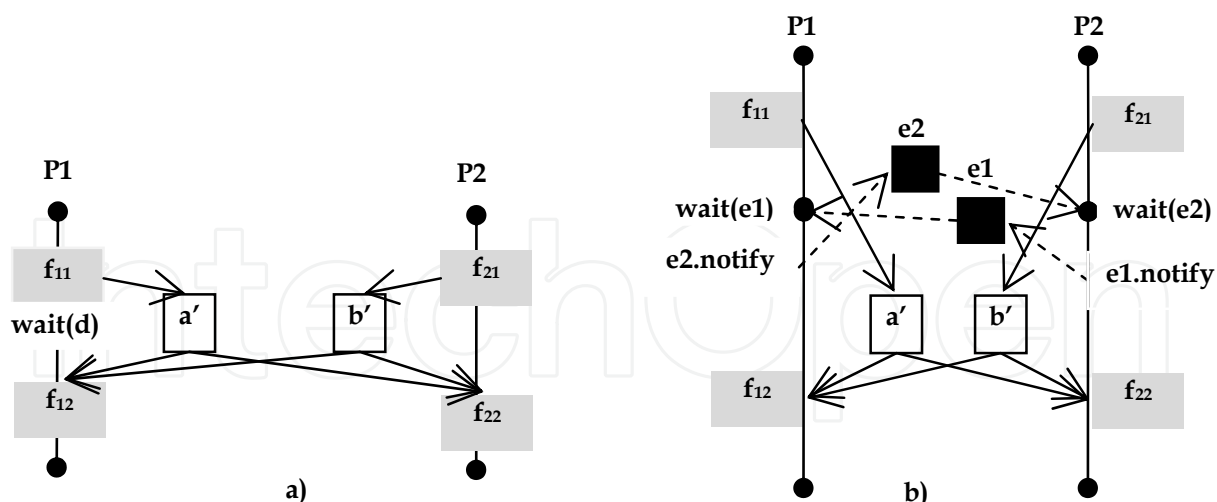 P1
P2
f11
f21
wait(d)
a′
b′
f12
f22
a)
P1
P2
f11
f21
e2
e1
wait(e1)
wait(e2)
e2.notify
e1.notify
a′
b′
f12
f22
b)
IntechOpen